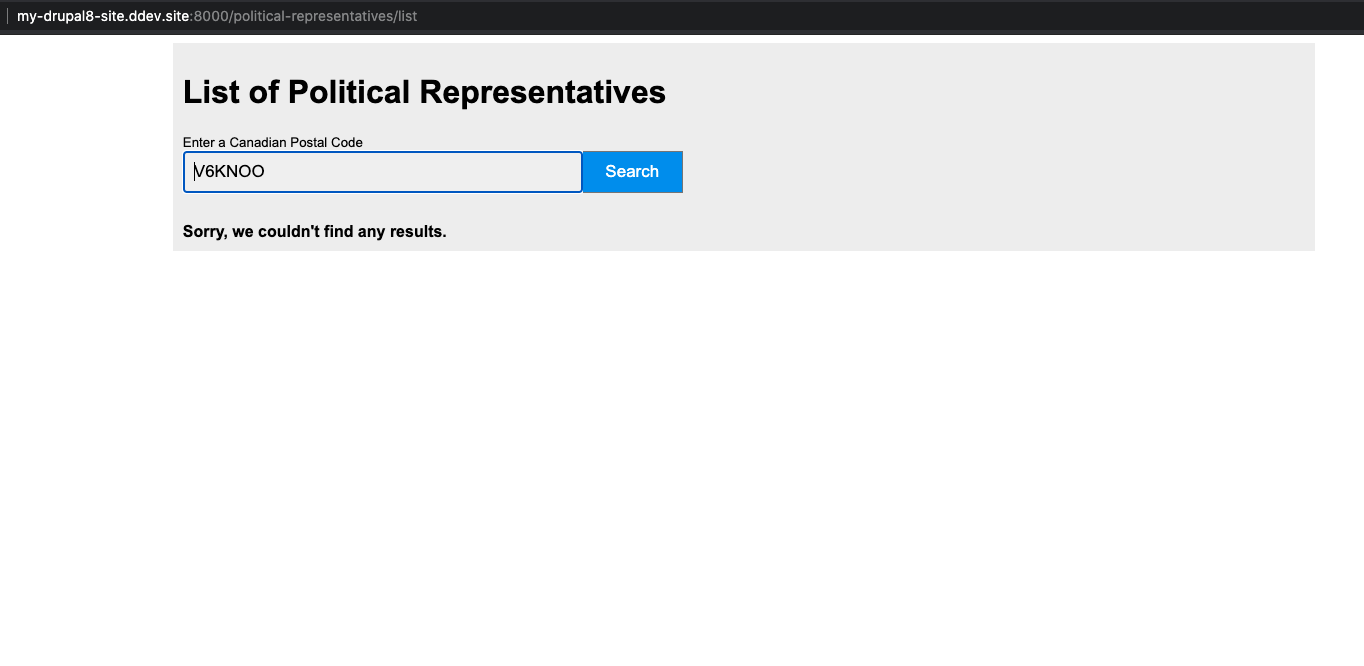 my-drupal8-site.ddev.site:8000/political-representatives/list
List of Political Representatives
Enter a Canadian Postal Code
V6KNOO
Search
Sorry, we couldn't find any results.